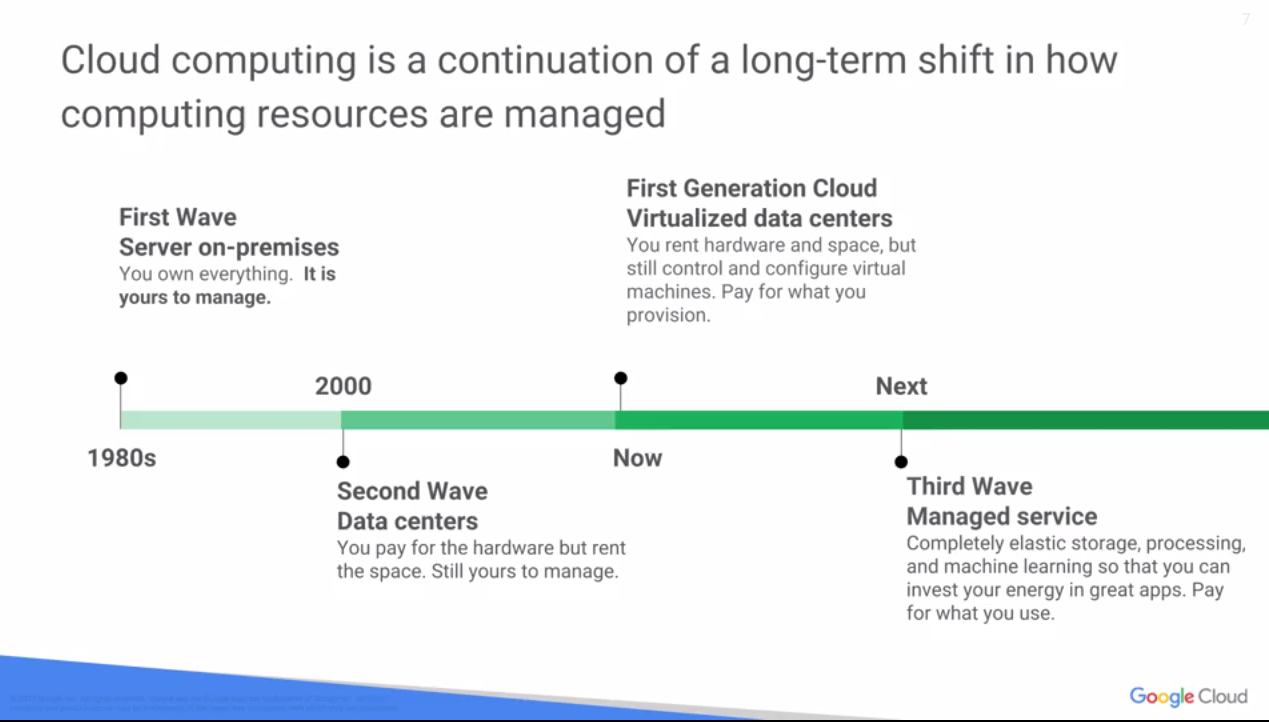 7
Cloud computing is a continuation of a long-term shift in how
computing resources are managed
First Wave
Server on-premises
You own everything.  It is
yours to manage.
First Generation Cloud
Virtualized data centers
You rent hardware and space, but
still control and configure virtual
machines. Pay for what you
provision.
2000
Next
1980s
Now
Second Wave
Data centers
You pay for the hardware but rent
the space. Still yours to manage.
Third Wave
Managed service
Completely elastic storage, processing,
and machine learning so that you can
invest your energy in great apps. Pay
for what you use.
Google Cloud